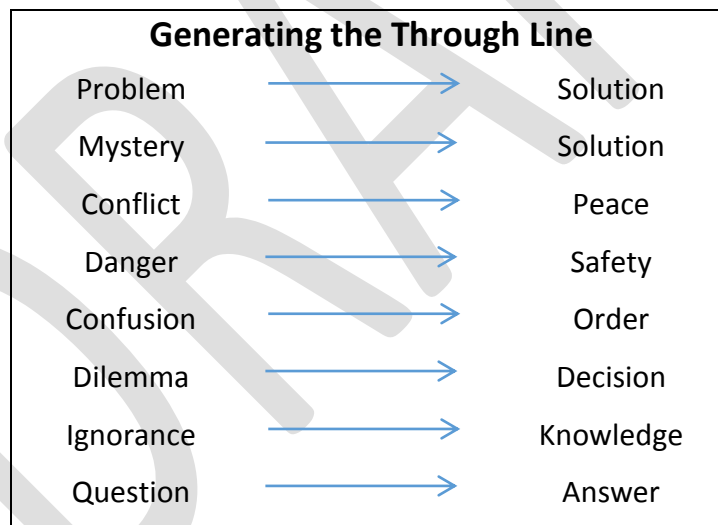 Generating the Through Line
Problem Solution
Mystery Solution
Conflict Peace
Danger Safety
Confusion Order
Dilemma Decision
Ignorance Knowledge
Question Answer